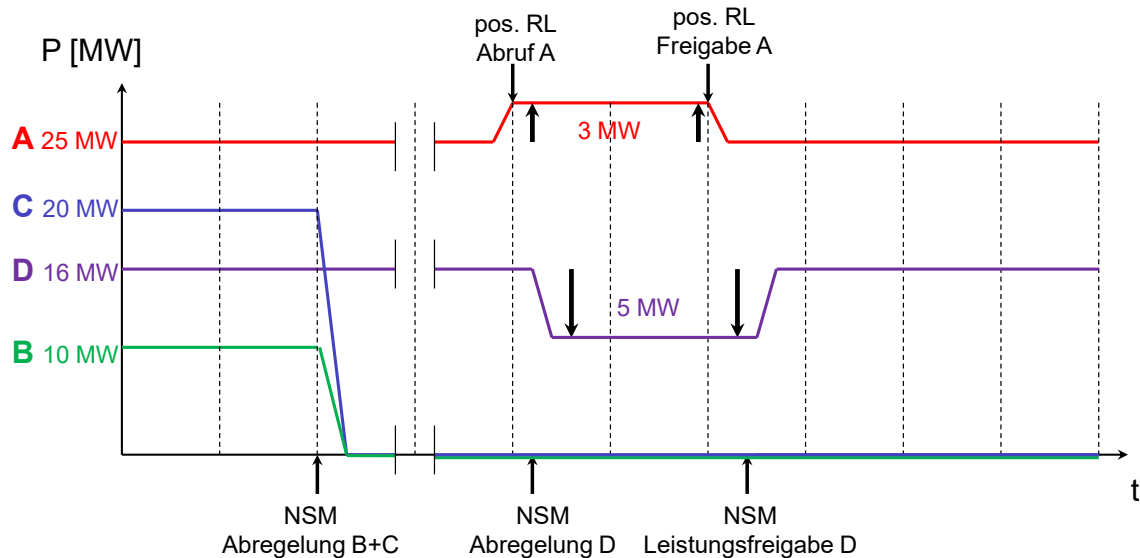 pos. RL
Abruf A
pos. RL
Freigabe A
P [MW]
A 25 MW
3 MW
C 20 MW
D 16 MW
5 MW
B 10 MW
t
NSM
Abregelung B+C
NSM
Abregelung D
NSM
Leistungsfreigabe D